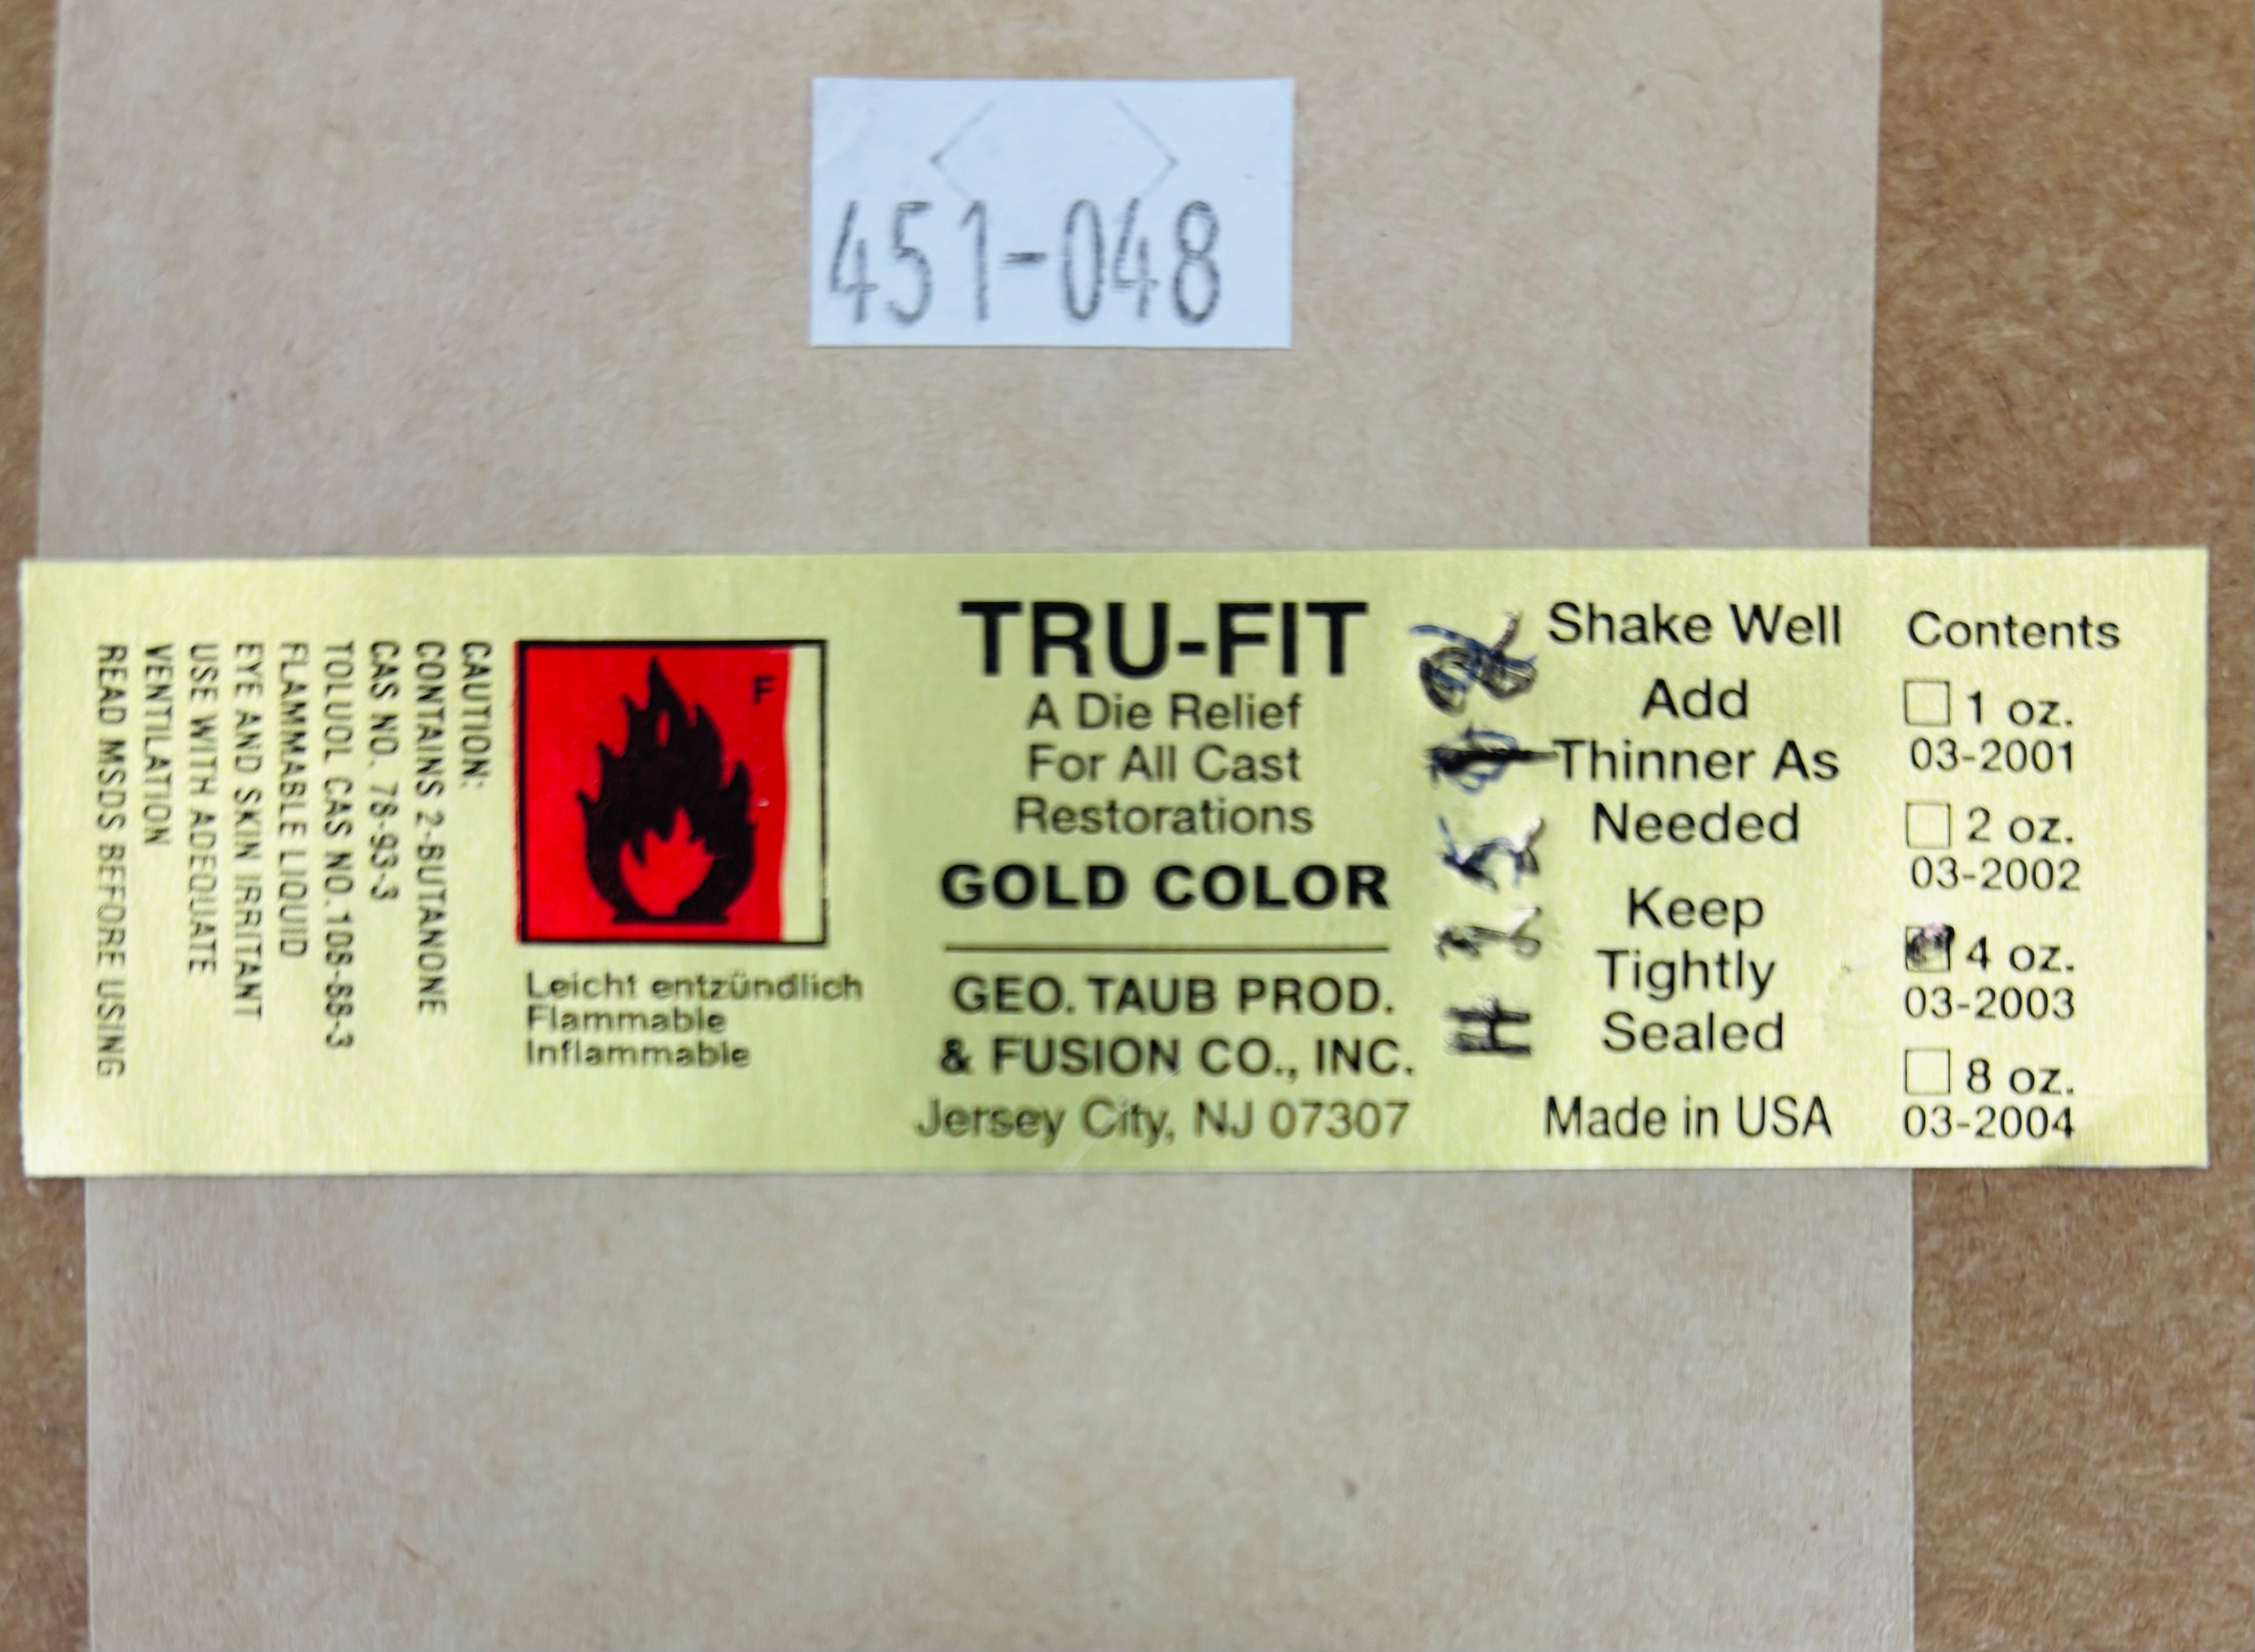 451-048
CAUTION:
CONTAINS 2-BUTANONE
CAS NO. 78-93-3
TOLUOL CAS NO. 108-88-3
FLAMMABLE LIQUID
EYE AND SKIN IRRITANT
USE WITH ADEQUATE
VENTILATION
READ MSDS BEFORE USING
F
Leicht entzündlich
Flammable
Inflammable
TRU-FIT
A Die Relief
For All Cast
Restorations
GOLD COLOR
GEO. TAUB PROD.
& FUSION CO., INC.
Jersey City, NJ 07307
Shake Well
Add
Thinner As
Needed
Keep
Tightly
Sealed
Made in USA
Contents
1 oz.
03-2001
2 oz.
03-2002
4 oz.
03-2003
8 oz.
03-2004